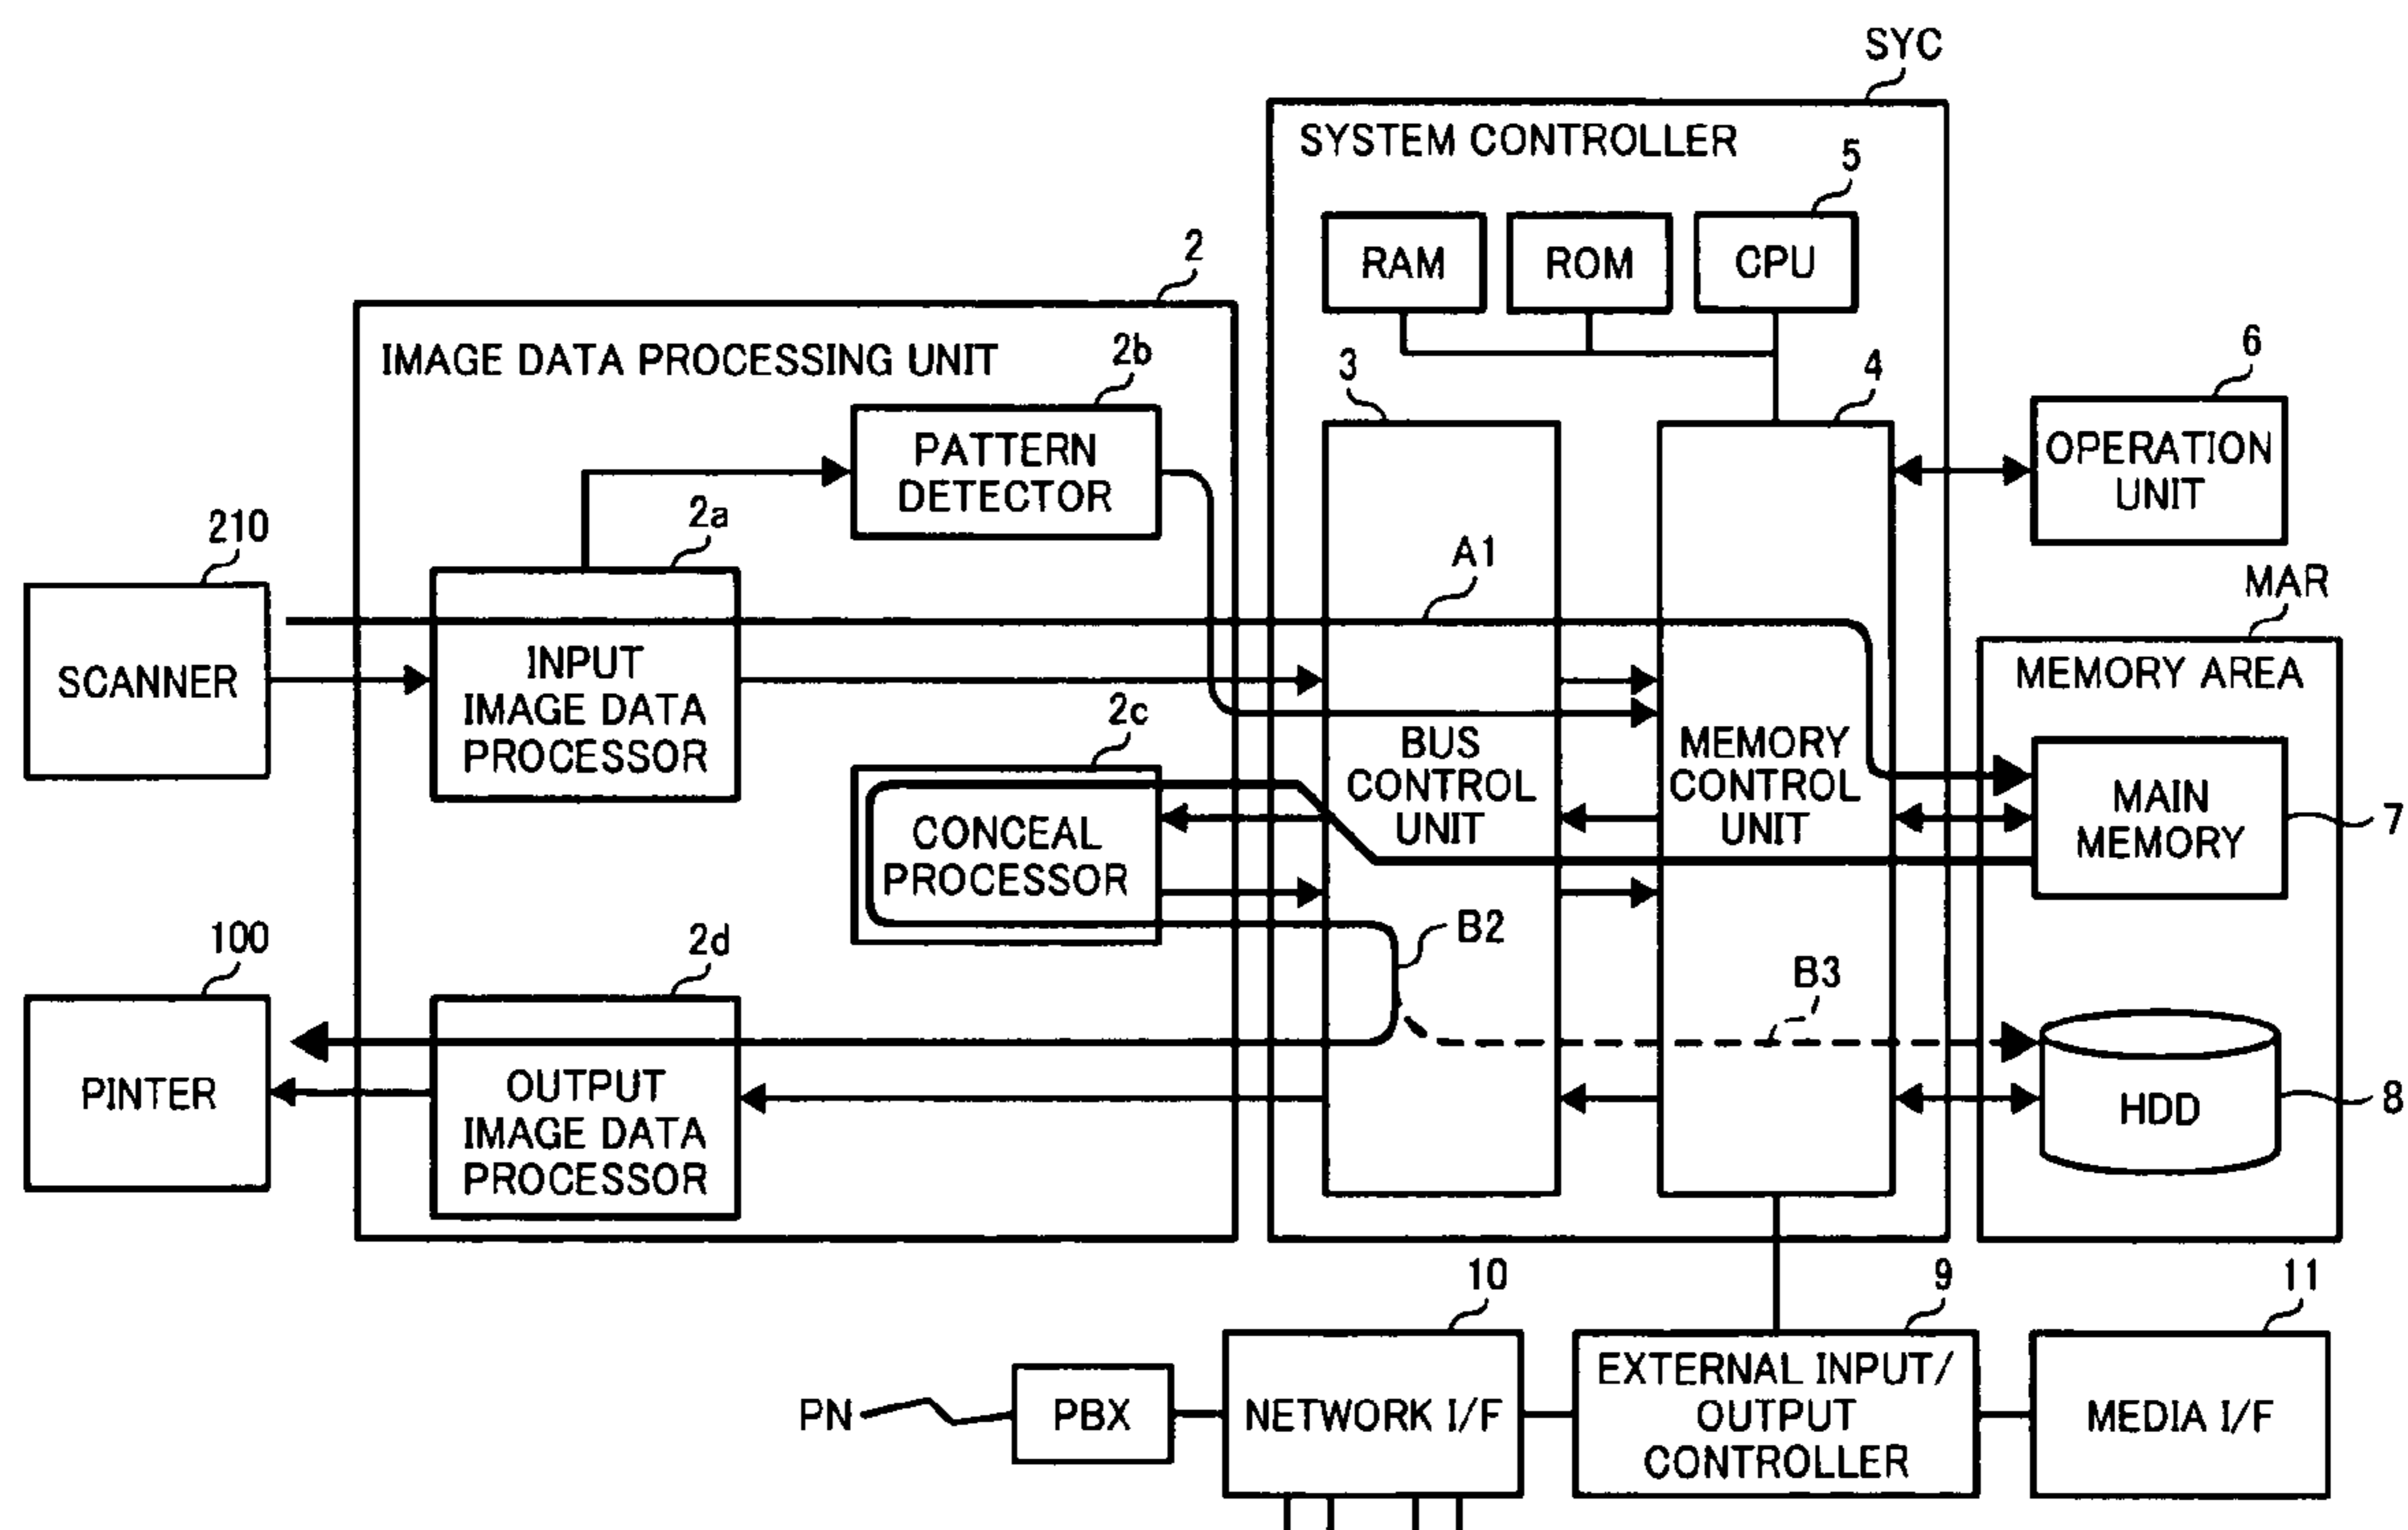 SYC
SYSTEM CONTROLLER
5
RAM
ROM
CPU
2
IMAGE DATA PROCESSING UNIT
2b
3
4
6
PATTERN
DETECTOR
OPERATION
UNIT
210
2a
A1
MAR
SCANNER
INPUT
IMAGE DATA
PROCESSOR
MEMORY AREA
2c
BUS
CONTROL
UNIT
MEMORY
CONTROL
UNIT
MAIN
MEMORY
7
CONCEAL
PROCESSOR
100
2d
B2
B3
PINTER
OUTPUT
IMAGE DATA
PROCESSOR
HDD
8
10
9
11
PN
PBX
NETWORK I/F
EXTERNAL INPUT/
OUTPUT
CONTROLLER
MEDIA I/F